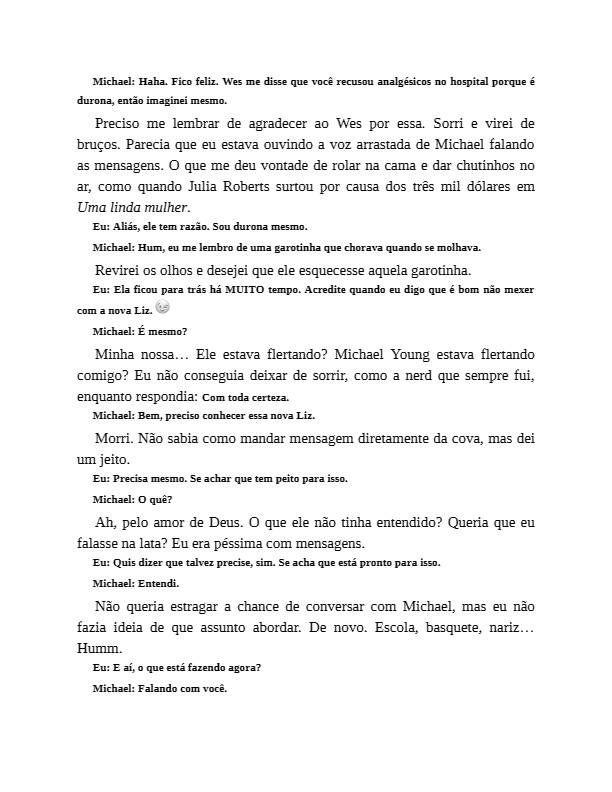 Michael: Haha. Fico feliz. Wes me disse que você recusou analgésicos no hospital porque é
durona, então imaginei mesmo.
Preciso me lembrar de agradecer ao Wes por essa. Sorri e virei de
bruços. Parecia que eu estava ouvindo a voz arrastada de Michael falando
as mensagens. O que me deu vontade de rolar na cama e dar chutinhos no
ar, como quando Julia Roberts surtou por causa dos três mil dólares em
Uma linda mulher.
Eu: Aliás, ele tem razão. Sou durona mesmo.
Michael: Hum, eu me lembro de uma garotinha que chorava quando se molhava.
Revirei os olhos e desejei que ele esquecesse aquela garotinha.
Eu: Ela ficou para trás há MUITO tempo. Acredite quando eu digo que é bom não mexer
com a nova Liz. 😉
Michael: É mesmo?
Minha nossa… Ele estava flertando? Michael Young estava flertando
comigo? Eu não conseguia deixar de sorrir, como a nerd que sempre fui,
enquanto respondia: Com toda certeza.
Michael: Bem, preciso conhecer essa nova Liz.
Morri. Não sabia como mandar mensagem diretamente da cova, mas dei
um jeito.
Eu: Precisa mesmo. Se achar que tem peito para isso.
Michael: O quê?
Ah, pelo amor de Deus. O que ele não tinha entendido? Queria que eu
falasse na lata? Eu era péssima com mensagens.
Eu: Quis dizer que talvez precise, sim. Se acha que está pronto para isso.
Michael: Entendi.
Não queria estragar a chance de conversar com Michael, mas eu não
fazia ideia de que assunto abordar. De novo. Escola, basquete, nariz…
Humm.
Eu: E aí, o que está fazendo agora?
Michael: Falando com você.